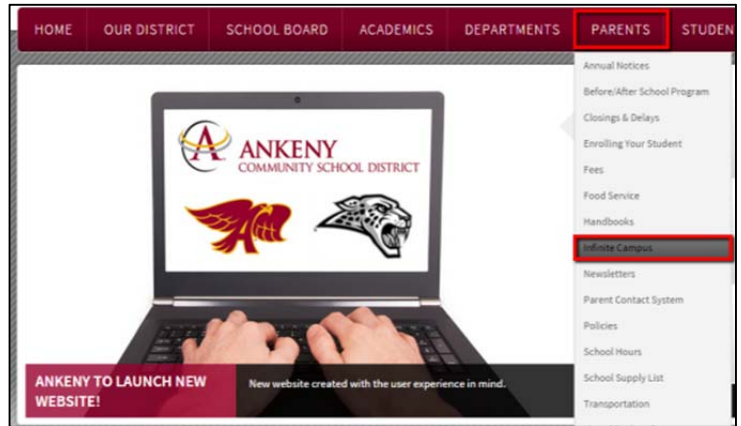 HOME OUR DISTRICT SCHOOL BOARD ACADEMICS DEPARTMENTS PARENTS STUDEN
Annual Notices
Before/After School Program
Closings & Delays
Enrolling Your Student
Fees
Food Service
Handbooks
Infinite Campus
Newsletters
Parent Contact System
Policies
School Hours
School Supply List
Transportation
A ANKENY
COMMUNITY SCHOOL DISTRICT
ANKENY TO LAUNCH NEW
WEBSITE!
New website created with the user experience in mind.